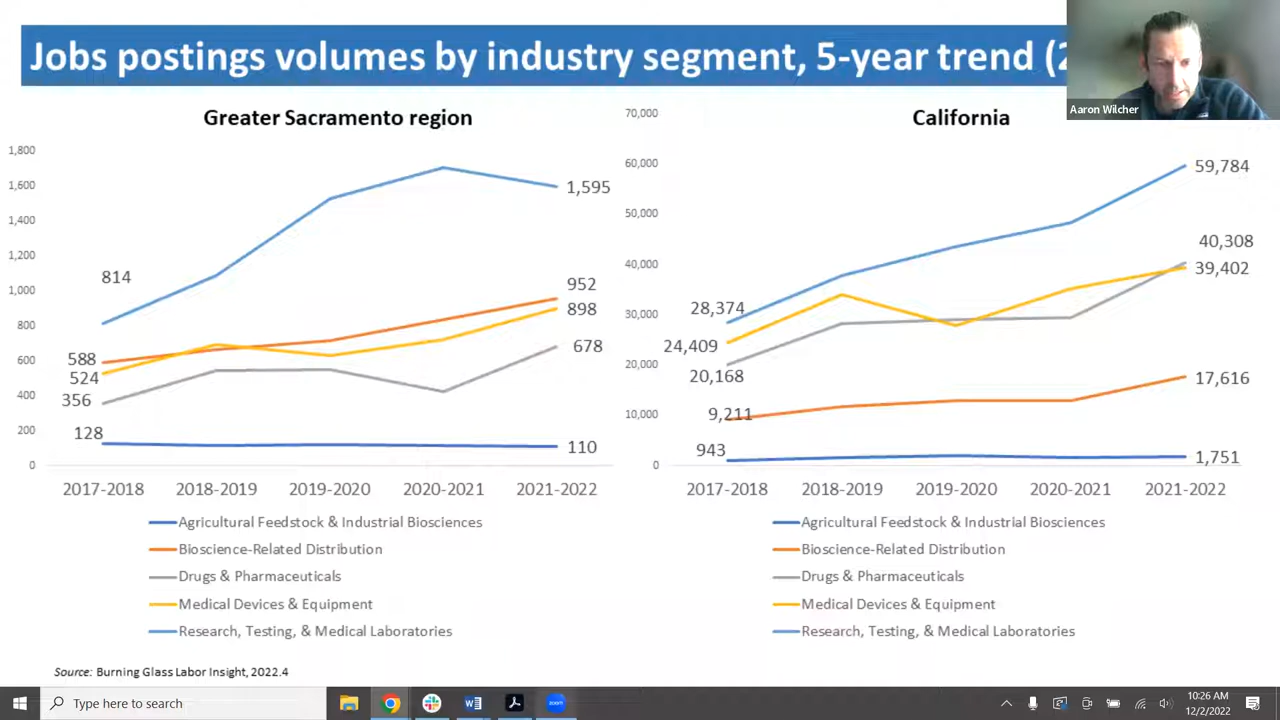 Jobs postings volumes by industry segment, 5-year trend (2
Aaron Wilcher
Greater Sacramento region
1,800
1,600
1,400
1,200
1,000
800
600
400
200
0
814
588
524
356
128
1,595
952
898
678
110
2017-2018 2018-2019 2019-2020 2020-2021 2021-2022
Agricultural Feedstock & Industrial Biosciences
Bioscience-Related Distribution
Drugs & Pharmaceuticals
Medical Devices & Equipment
Research, Testing, & Medical Laboratories
California
70,000
60,000
50,000
40,000
30,000
20,000
10,000
0
28,374
24,409
20,168
9,211
943
59,784
40,308
39,402
17,616
1,751
2017-2018 2018-2019 2019-2020 2020-2021 2021-2022
Agricultural Feedstock & Industrial Biosciences
Bioscience-Related Distribution
Drugs & Pharmaceuticals
Medical Devices & Equipment
Research, Testing, & Medical Laboratories
Source: Burning Glass Labor Insight, 2022.4
Type here to search
zoom
10:26 AM
12/2/2022